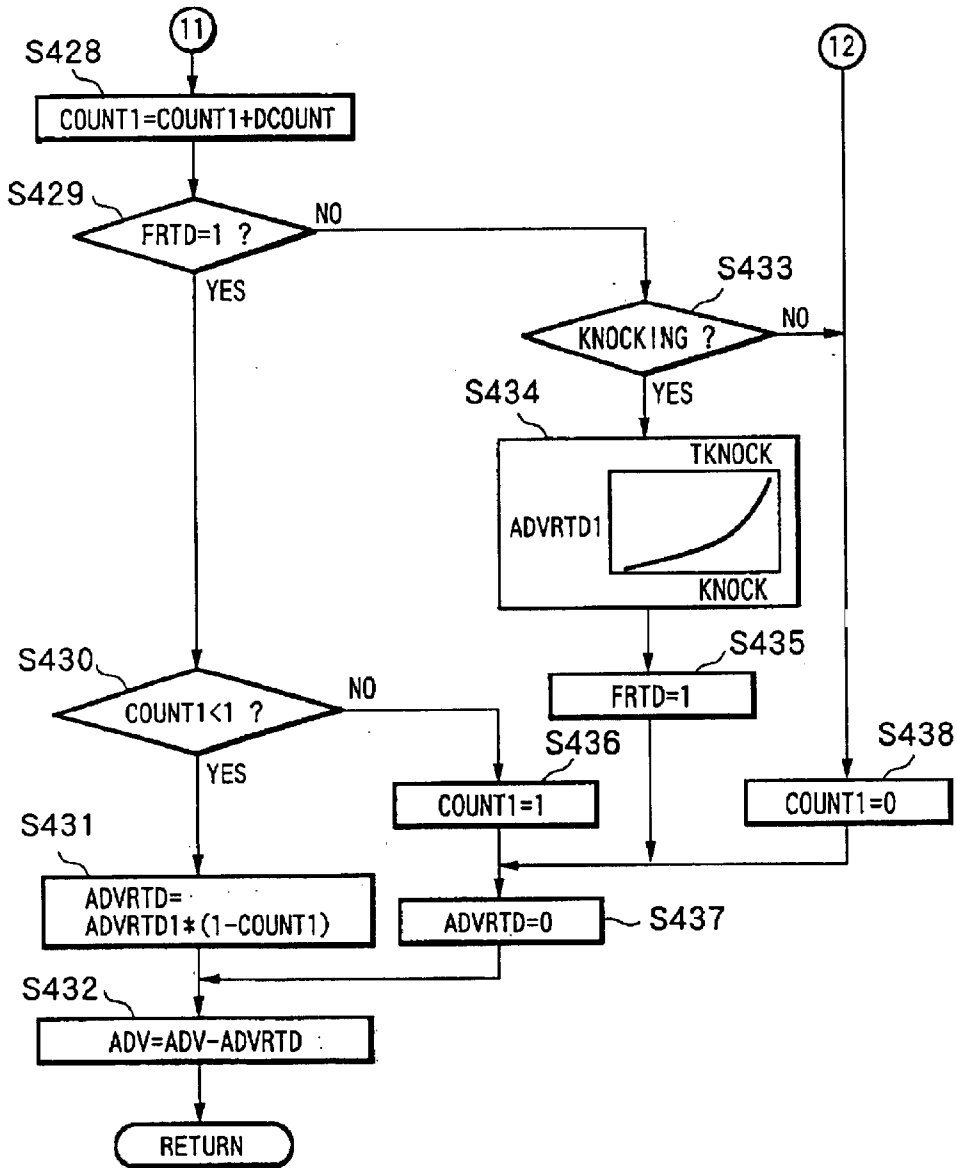 11
12
S428
COUNT1=COUNT1+DCOUNT
S429
FRTD=1 ?
NO
YES
S433
KNOCKING ?
NO
YES
S434
TKNOCK
ADVRTD1
KNOCK
S435
FRTD=1
S430
COUNT1<1 ?
NO
YES
S436
COUNT1=1
S438
COUNT1=0
S431
ADVRTD=
ADVRTD1*(1-COUNT1)
ADVRTD=0
S437
S432
ADV=ADV-ADVRTD
RETURN